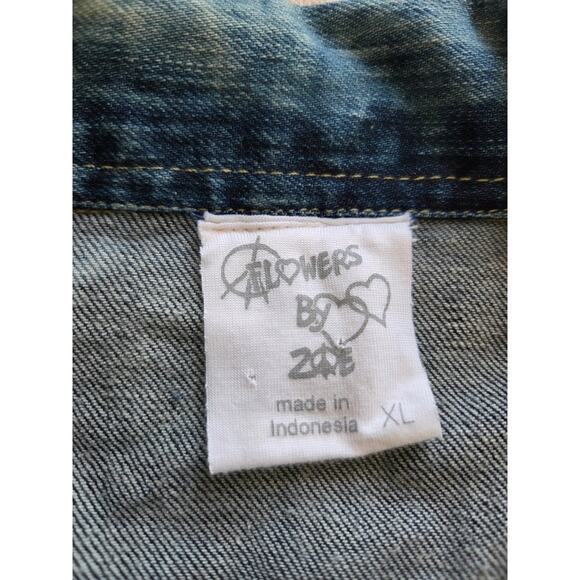 FLOWERS
BY
ZOE
made in
Indonesia XL